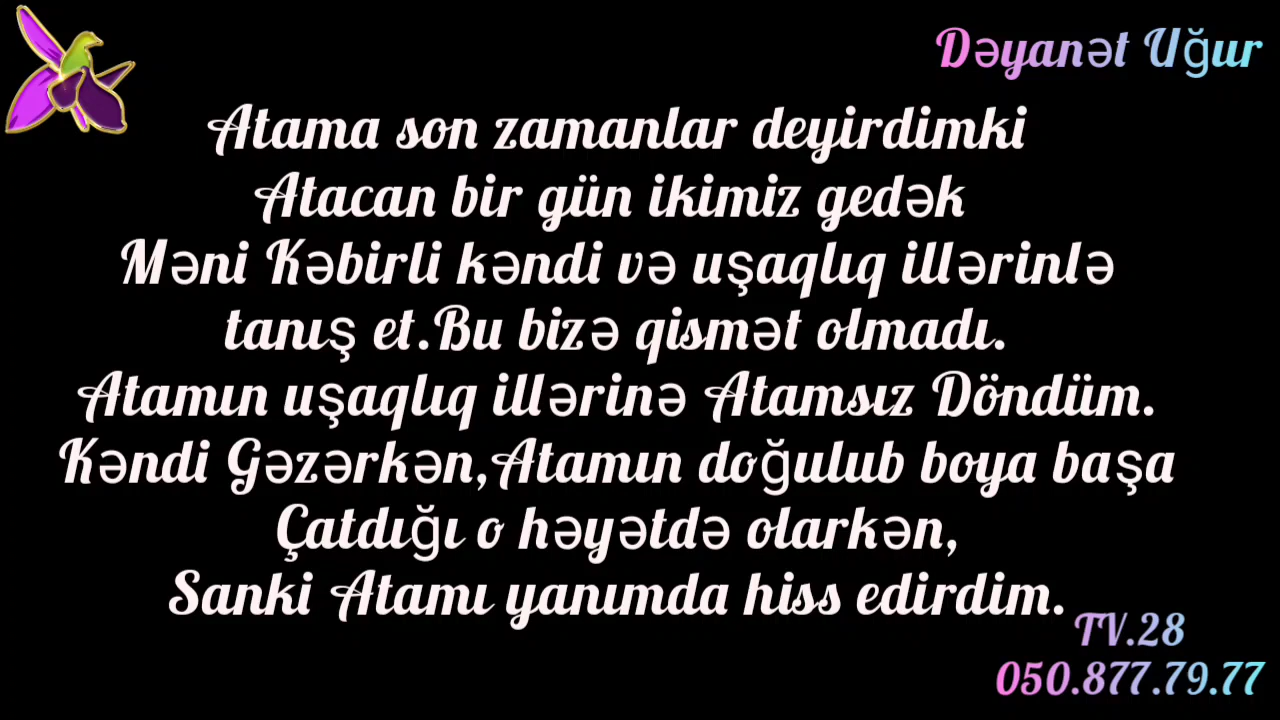 Dəyanət Uğur
Atama son zamanlar deyirdimki
Atacan bir gün ikimiz gedək
Məni Kəbirli kəndi və uşaqlıq illərinlə
tanış et.Bu bizə qismət olmadı.
Atamın uşaqlıq illərinə Atamsız Döndüm.
Kəndi Gəzərkən,Atamın doğulub boya başa
Çatdığı o həyətdə olarkən,
Sanki Atamı yanımda hiss edirdim.
TV.28
050.877.79.77